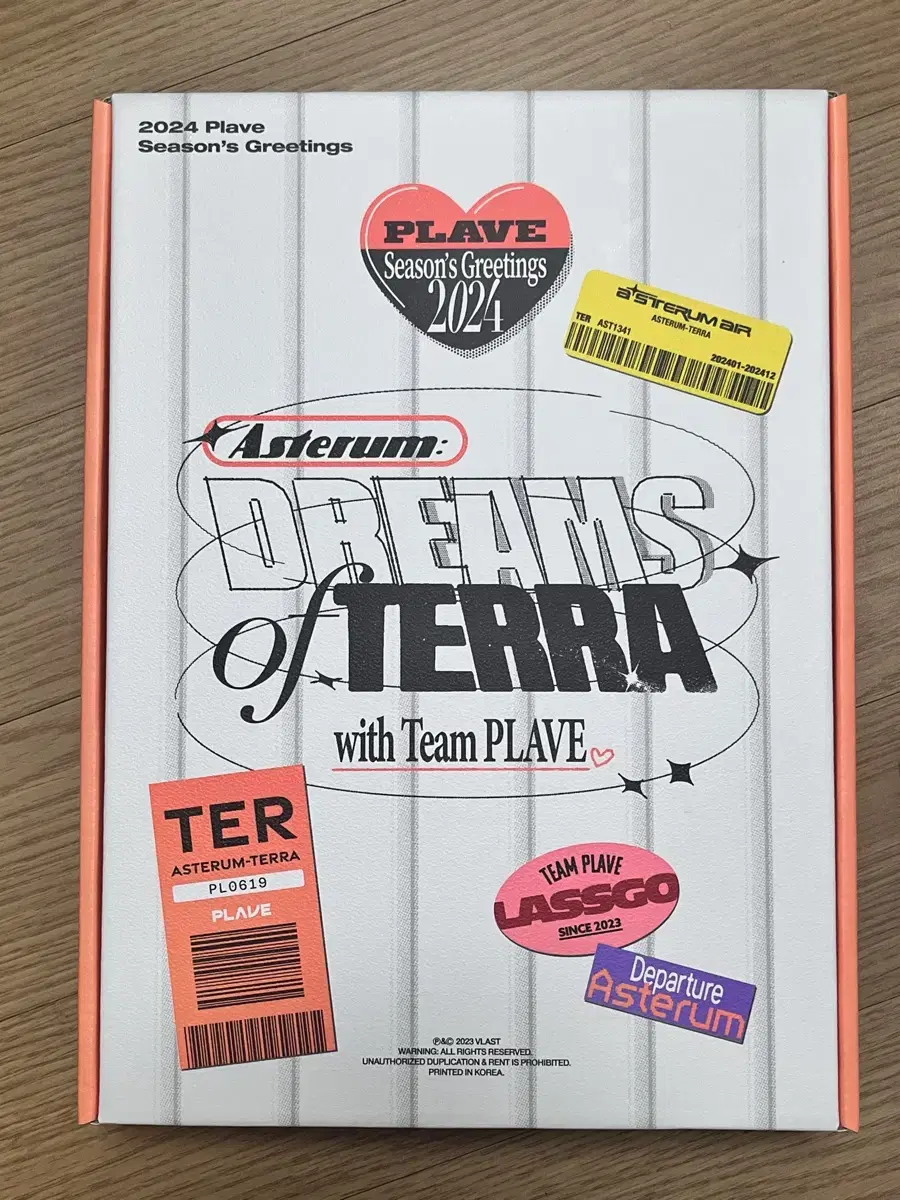 2024 Plave
Season's Greetings
PLAVE
Season's Greetings
2024
asterum air
ASTERUM-TERRA
TER AST1341
202401-202412
Asterum:
DREAMS
of TERRA
with Team PLAVE
TER
ASTERUM-TERRA
PL0619
PLAVE
TEAM PLAVE
LASSGO
SINCE 2023
Departure
Asterum
℗&© 2023 VLAST
WARNING: ALL RIGHTS RESERVED.
UNAUTHORIZED DUPLICATION & RENT IS PROHIBITED.
PRINTED IN KOREA.